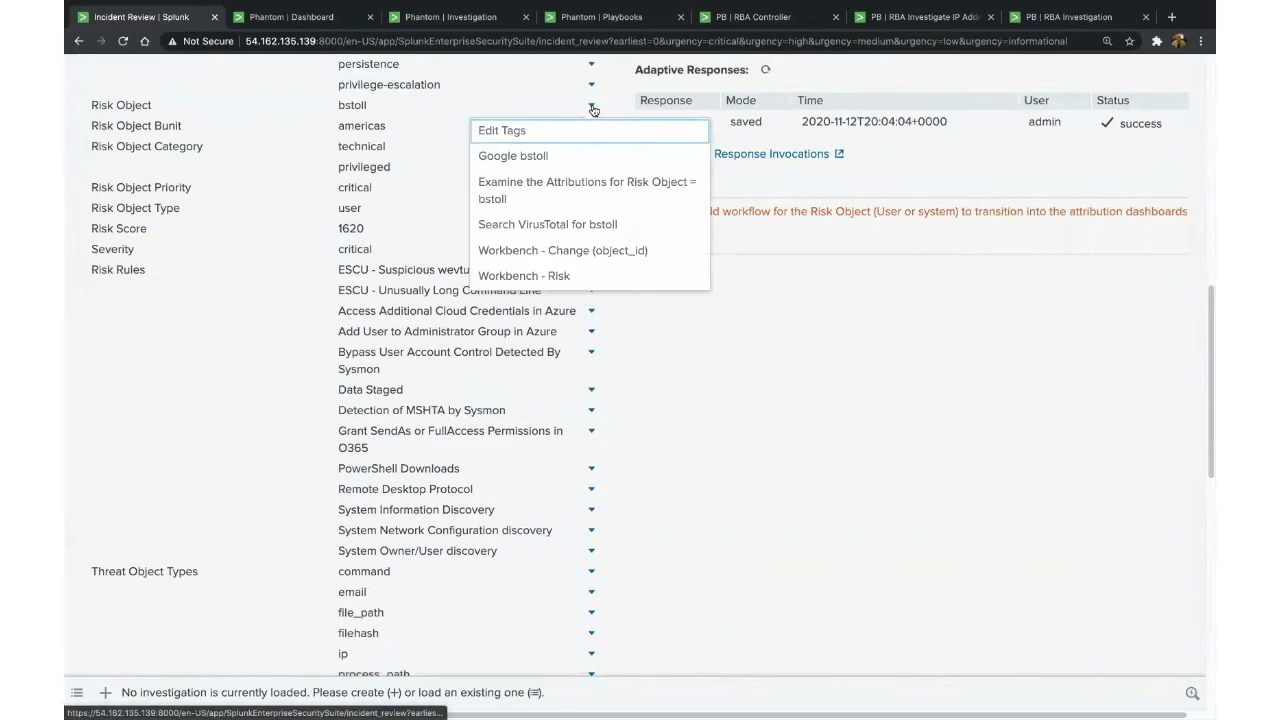 Incident Review | Splunk
Phantom | Dashboard
Phantom | Investigation
Phantom | Playbooks
PB | RBA Controller
PB | RBA Investigate IP Addr
PB | RBA Investigation
Not Secure
54.162.135.139:8000/en-US/app/SplunkEnterpriseSecuritySuite/incident_review?earliest=0&urgency=critical&urgency=high&urgency=medium&urgency=low&urgency=informational
persistence
privilege-escalation
Risk Object bstoll
Risk Object Bunit americas
Risk Object Category technical
privileged
Risk Object Priority critical
Risk Object Type user
Risk Score 1620
Severity critical
Risk Rules ESCU - Suspicious wevtu
ESCU - Unusually Long Command Line
Access Additional Cloud Credentials in Azure
Add User to Administrator Group in Azure
Bypass User Account Control Detected By
Sysmon
Data Staged
Detection of MSHTA by Sysmon
Grant SendAs or FullAccess Permissions in
O365
PowerShell Downloads
Remote Desktop Protocol
System Information Discovery
System Network Configuration discovery
System Owner/User discovery
Threat Object Types command
email
file_path
filehash
ip
process_path
Edit Tags
Google bstoll
Examine the Attributions for Risk Object =
bstoll
Search VirusTotal for bstoll
Workbench - Change (object_id)
Workbench - Risk
Adaptive Responses:
Response Mode Time User Status
saved 2020-11-12T20:04:04+0000 admin success
Response Invocations
ld workflow for the Risk Object (User or system) to transition into the attribution dashboards
No investigation is currently loaded. Please create (+) or load an existing one (≡).
https://54.162.135.139:8000/en-US/app/SplunkEnterpriseSecuritySuite/incident_review?earlies...